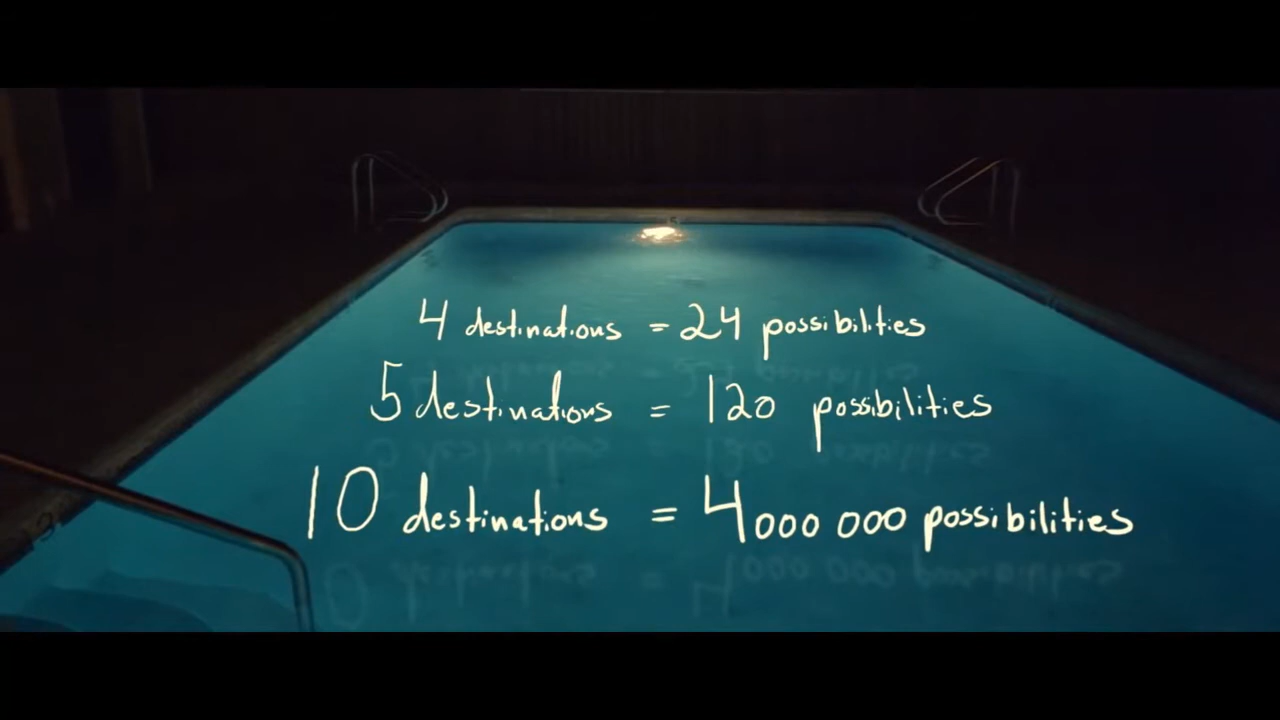 4 destinations = 24 possibilities
5 destinations = 120 possibilities
10 destinations = 4000 000 possibilities